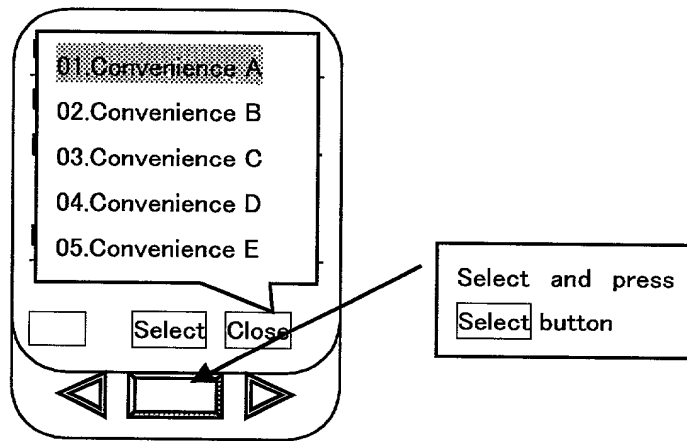 01.Convenience A
02.Convenience B
03.Convenience C
04.Convenience D
05.Convenience E
Select Close
Select and press
Select button